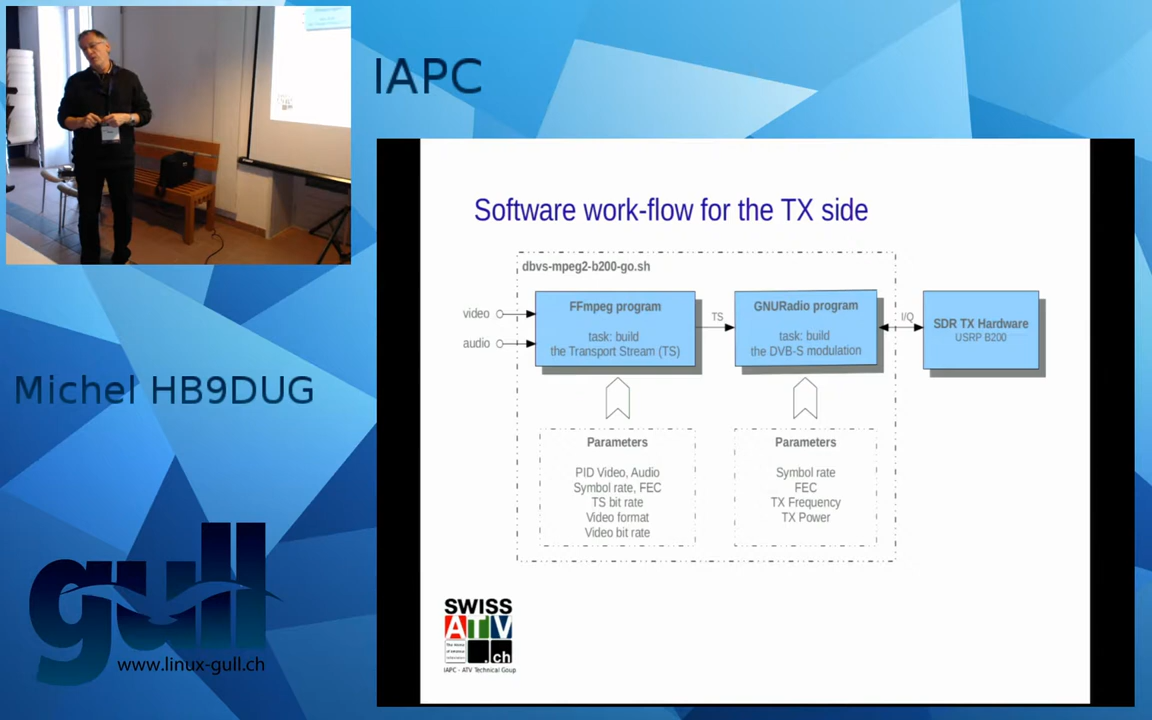 IAPC
Software work-flow for the TX side
dbvs-mpeg2-b200-go.sh
video
audio
FFmpeg program
task: build
the Transport Stream (TS)
TS
GNURadio program
task: build
the DVB-S modulation
I/Q
SDR TX Hardware
USRP B200
Parameters
PID Video, Audio
Symbol rate, FEC
TS bit rate
Video format
Video bit rate
Parameters
Symbol rate
FEC
TX Frequency
TX Power
Michel HB9DUG
gull
www.linux-gull.ch
SWISS
ATV
.ch
IAPC - ATV Technical Goup